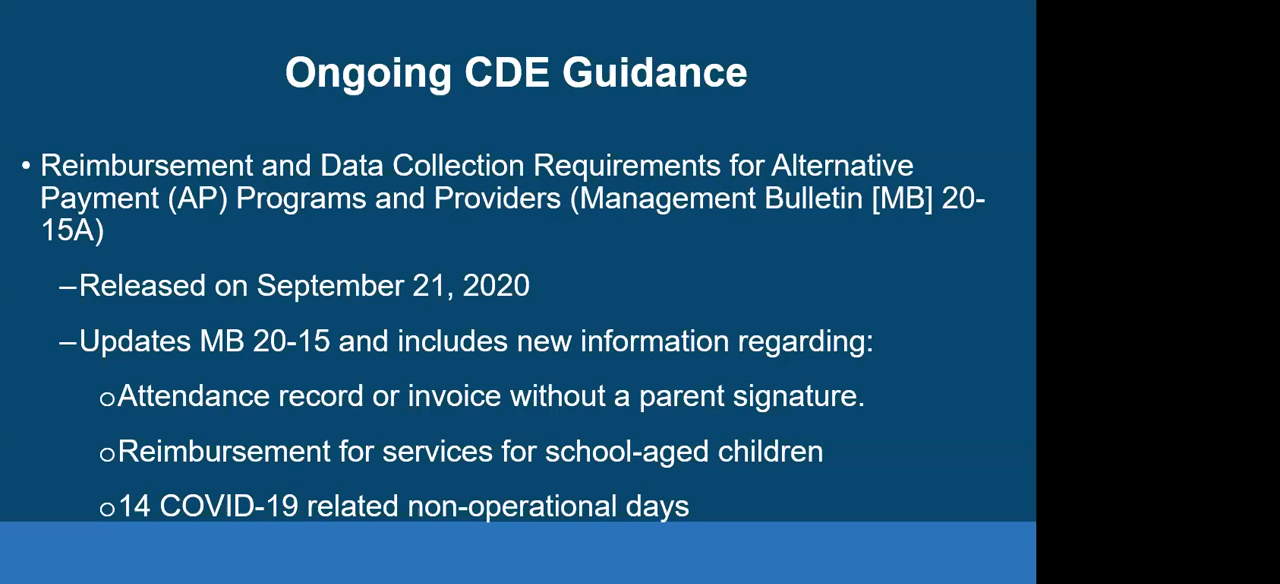 Ongoing CDE Guidance
• Reimbursement and Data Collection Requirements for Alternative
Payment (AP) Programs and Providers (Management Bulletin [MB] 20-
15A)
–Released on September 21, 2020
–Updates MB 20-15 and includes new information regarding:
oAttendance record or invoice without a parent signature.
oReimbursement for services for school-aged children
o14 COVID-19 related non-operational days